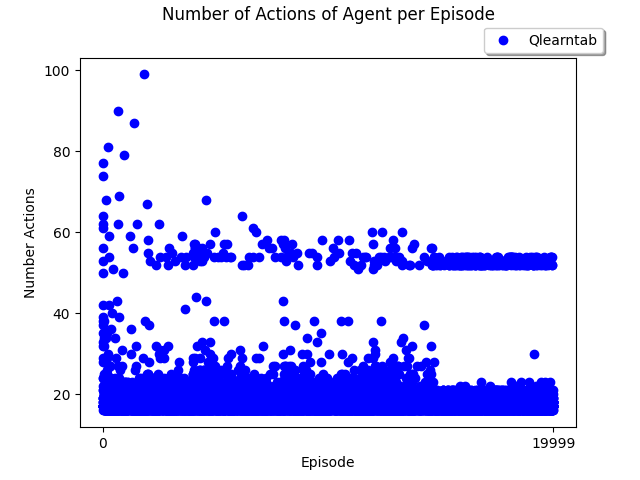 Number of Actions of Agent per Episode
Qlearntab
100
80
60
40
20
Number Actions
0
19999
Episode